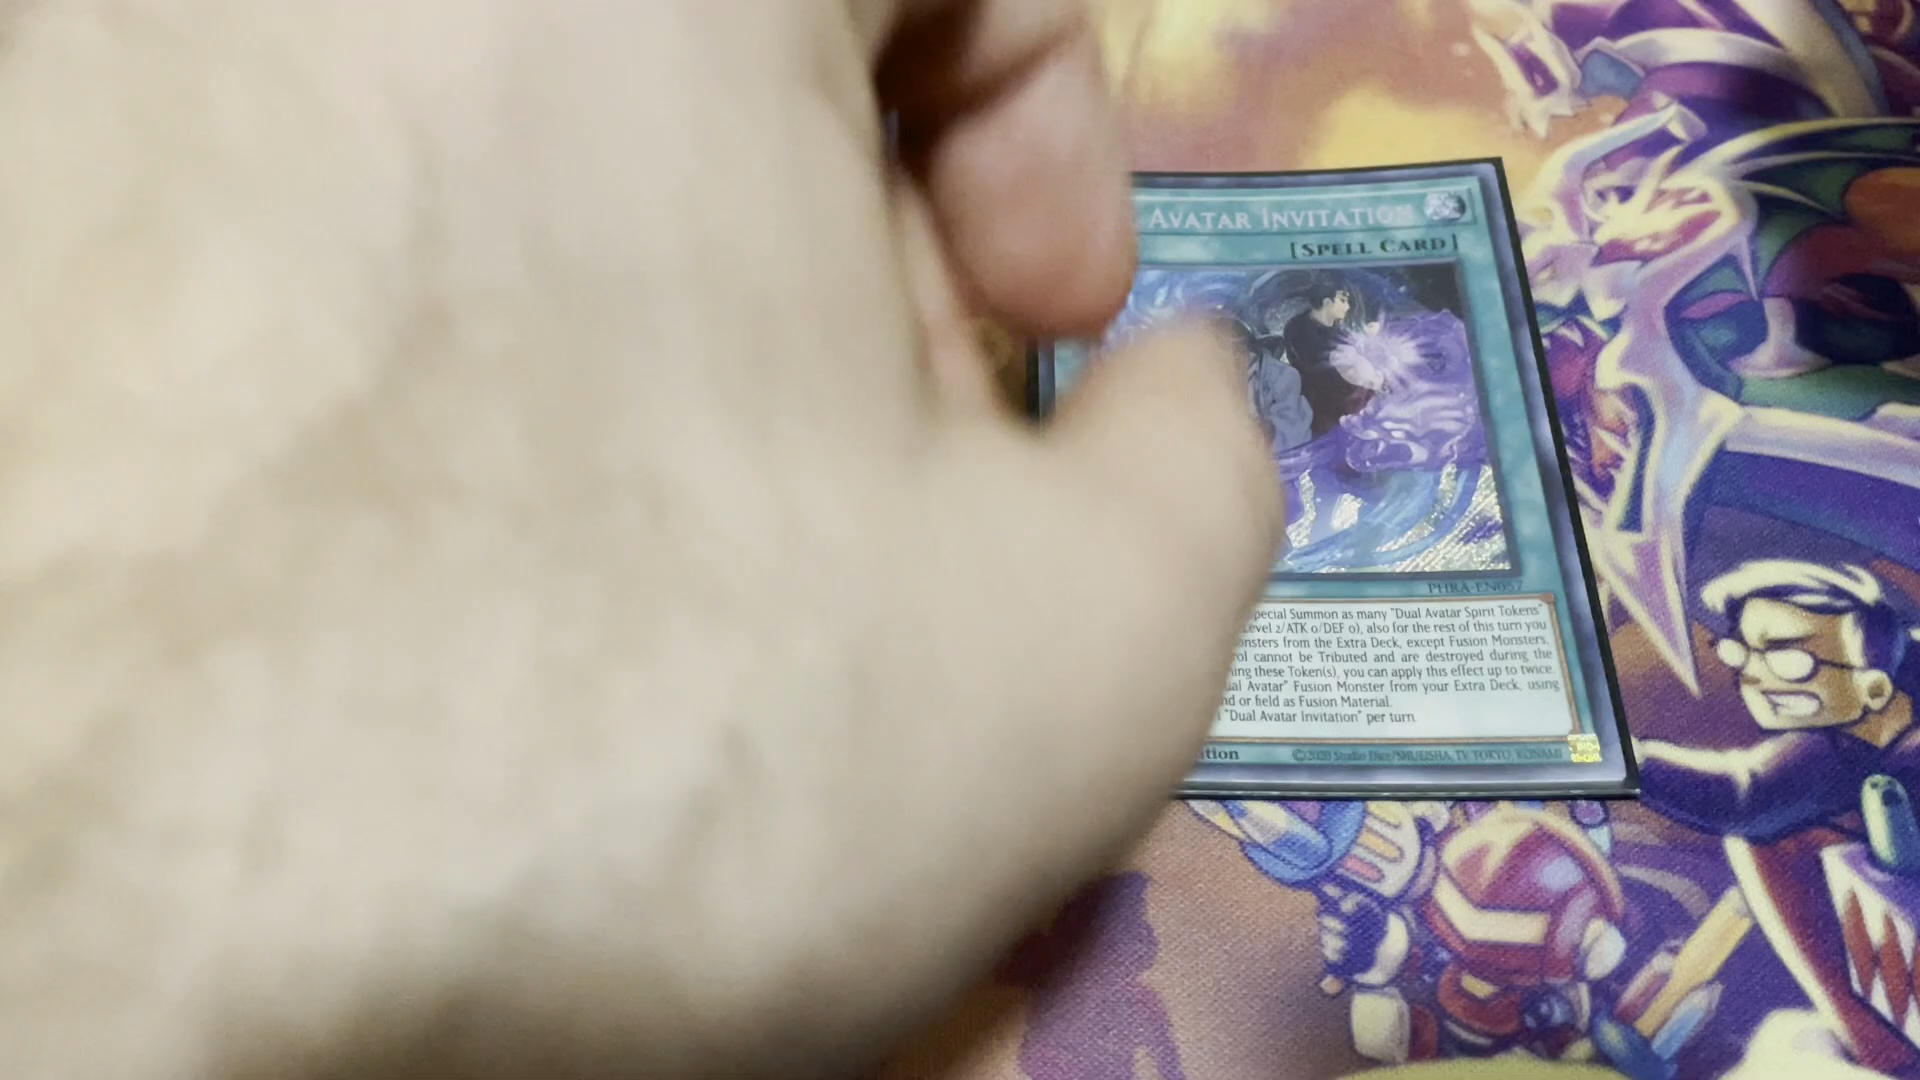 AVATAR INVITATION
[SPELL CARD]
PHRA-EN057
pecial Summon as many "Dual Avatar Spirit Tokens"
Level 2/ATK 0/DEF 0), also for the rest of this turn you
onsters from the Extra Deck, except Fusion Monsters.
rol cannot be Tributed and are destroyed during the
ing these Token(s), you can apply this effect up to twice.
ual Avatar" Fusion Monster from your Extra Deck, using
nd or field as Fusion Material.
"Dual Avatar Invitation" per turn.
ition ©2020 Studio Dice/SHUEISHA, TV TOKYO, KONAMI